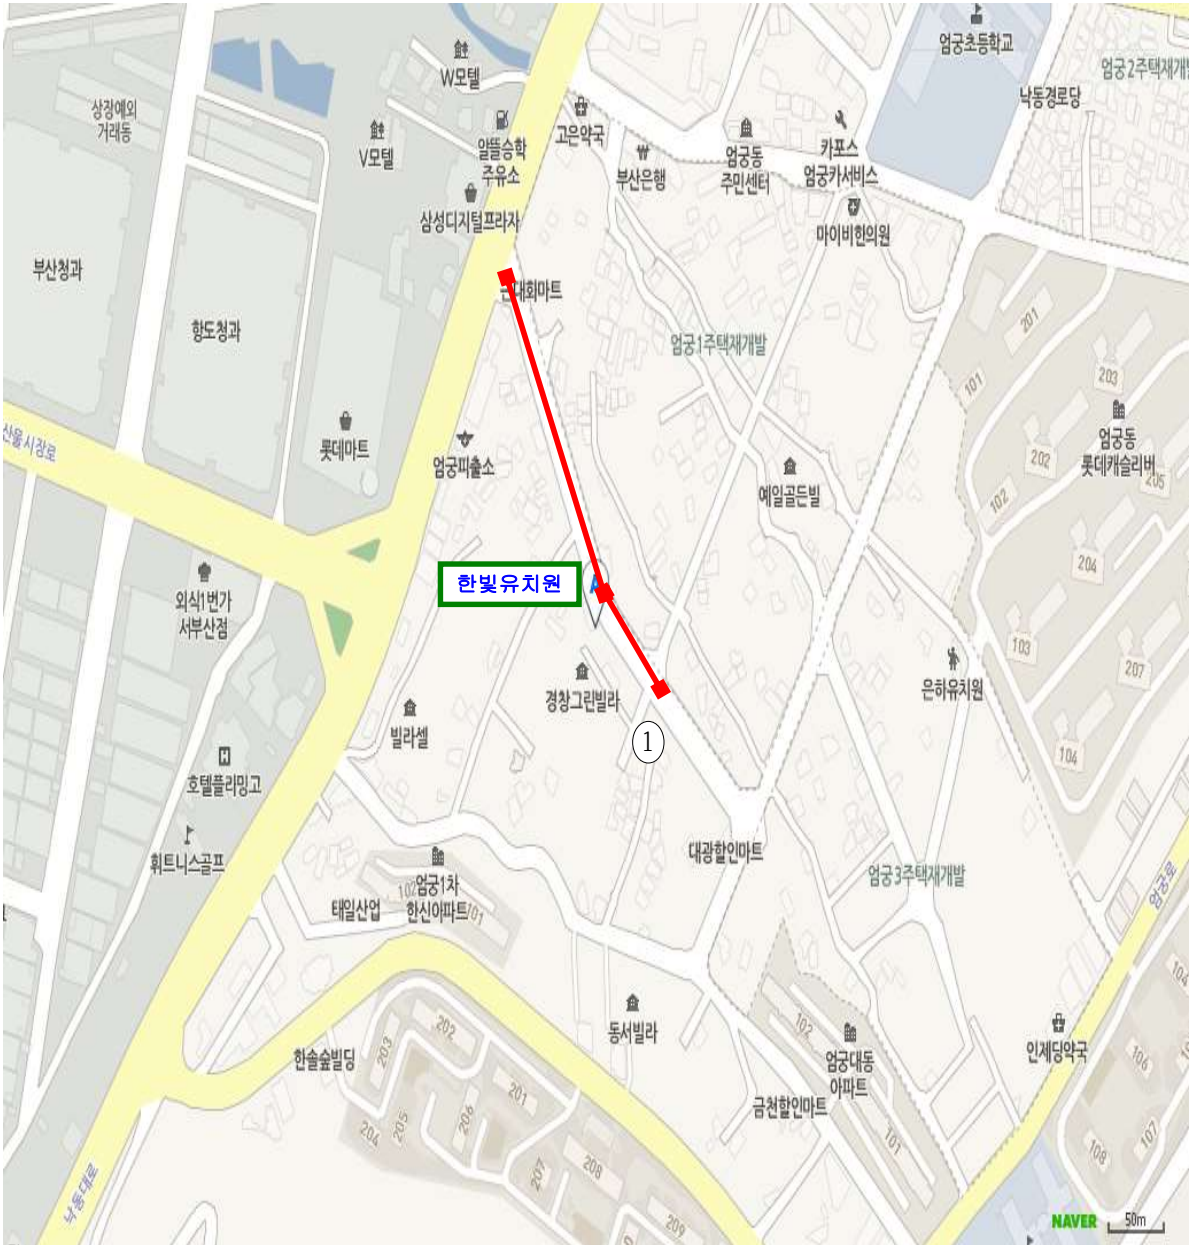 엄궁초등학교
W모텔
엄궁2주택재개발
낙동경로당
상장예외
거래동
고은약국
V모텔
알뜰승학
주유소
부산은행
엄궁동
주민센터
카포스
엄궁카서비스
삼성디지털프라자
마이비한의원
부산청과
대회마트
항도청과
201
엄궁1주택재개발
203
101
엄궁동
롯데캐슬리버
롯데마트
엄궁파출소
202
205
예일골든빌
102
204
한빛유치원
A
외식1번가
서부산점
103
207
은하유치원
경창그린빌라
빌라셀
1
104
호텔플라밍고
대광할인마트
휘트니스골프
엄궁3주택재개발
엄궁로
102
엄궁1차
한신아파트
101
태일산업
104
동서빌라
102
202
203
인제당약국
106
한솔숲빌딩
엄궁대동
아파트
201
금천할인마트
206
205
204
101
107
108
207
208
낙동대로
209
NAVER
50m